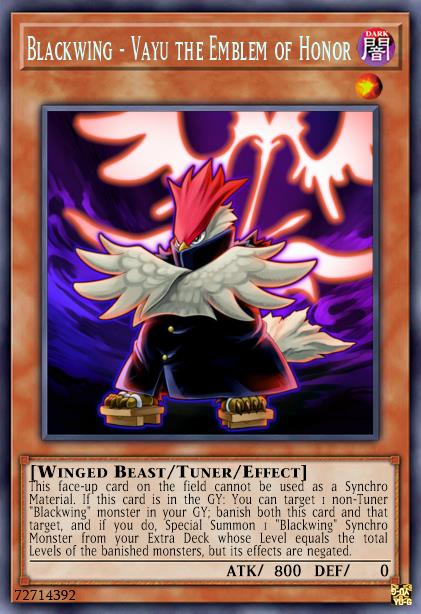 Blackwing - Vayu the Emblem of Honor
DARK
闇
[Winged Beast/Tuner/Effect]
This face-up card on the field cannot be used as a Synchro
Material. If this card is in the GY: You can target 1 non-Tuner
"Blackwing" monster in your GY; banish both this card and that
target, and if you do, Special Summon 1 "Blackwing" Synchro
Monster from your Extra Deck whose Level equals the total
Levels of the banished monsters, but its effects are negated.
ATK/ 800 DEF/ 0
72714392